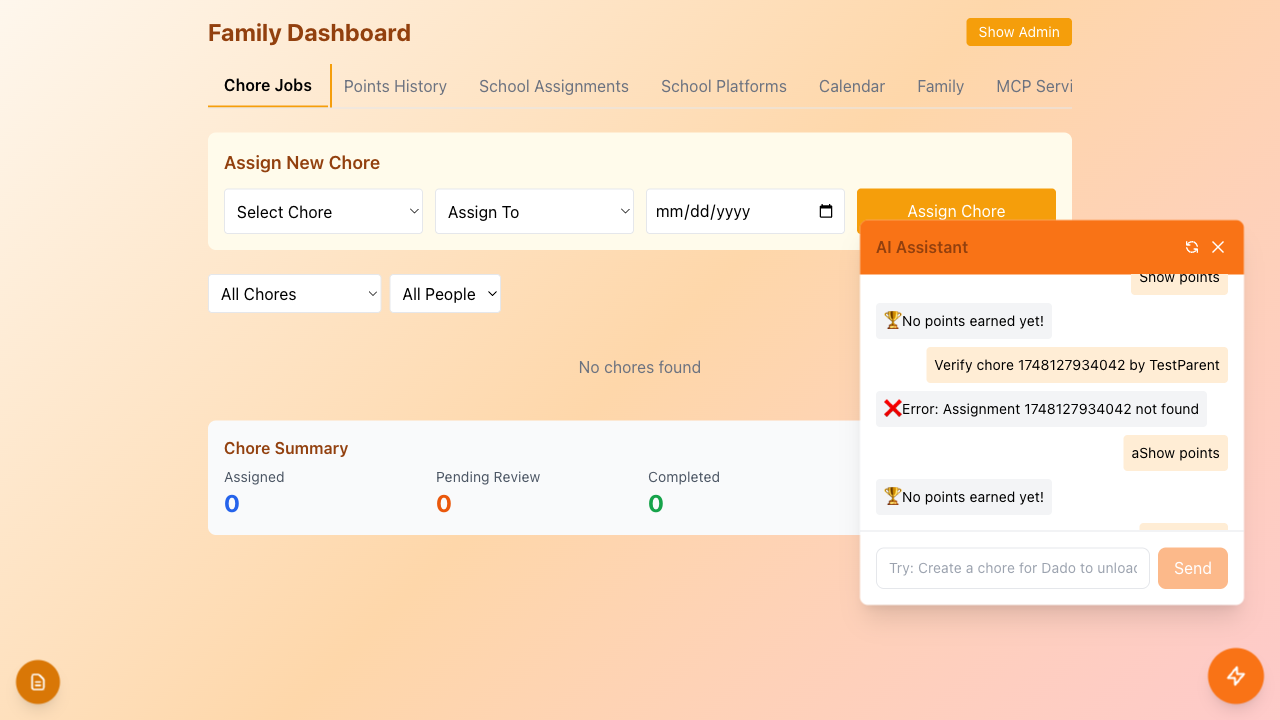 Family Dashboard
Show Admin
Chore Jobs
Points History
School Assignments
School Platforms
Calendar
Family
MCP Servi
Assign New Chore
Select Chore
Assign To
mm/dd/yyyy
Assign Chore
All Chores
All People
No chores found
Chore Summary
Assigned
0
Pending Review
0
Completed
0
AI Assistant
Show points
🏆No points earned yet!
Verify chore 1748127934042 by TestParent
❌Error: Assignment 1748127934042 not found
aShow points
🏆No points earned yet!
Try: Create a chore for Dado to unload
Send